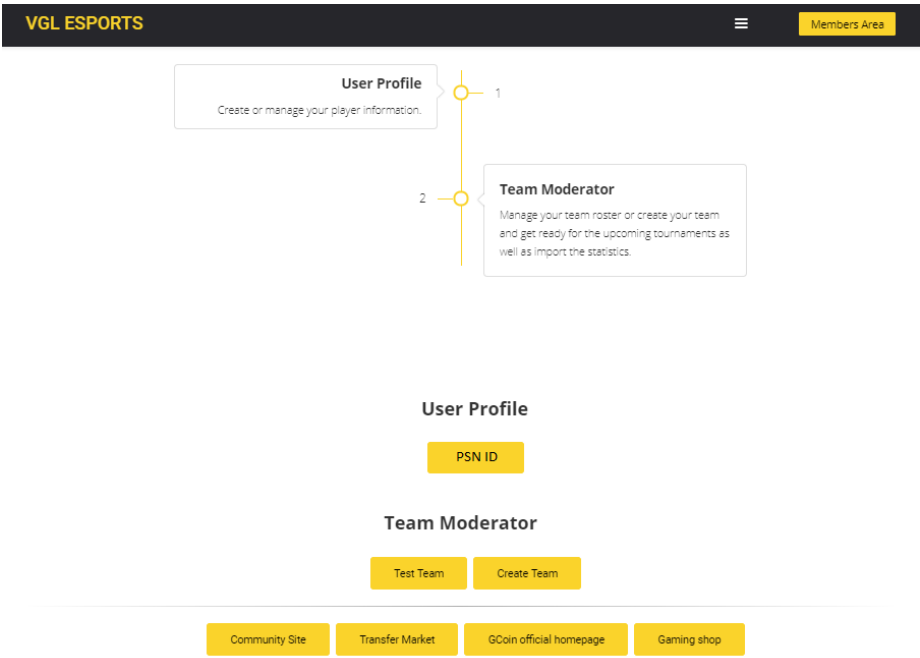 VGL ESPORTS
Members Area
User Profile
1
Create or manage your player information.
2
Team Moderator
Manage your team roster or create your team
and get ready for the upcoming tournaments as
well as import the statistics.
User Profile
PSN ID
Team Moderator
Test Team
Create Team
Community Site
Transfer Market
GCoin official homepage
Gaming shop